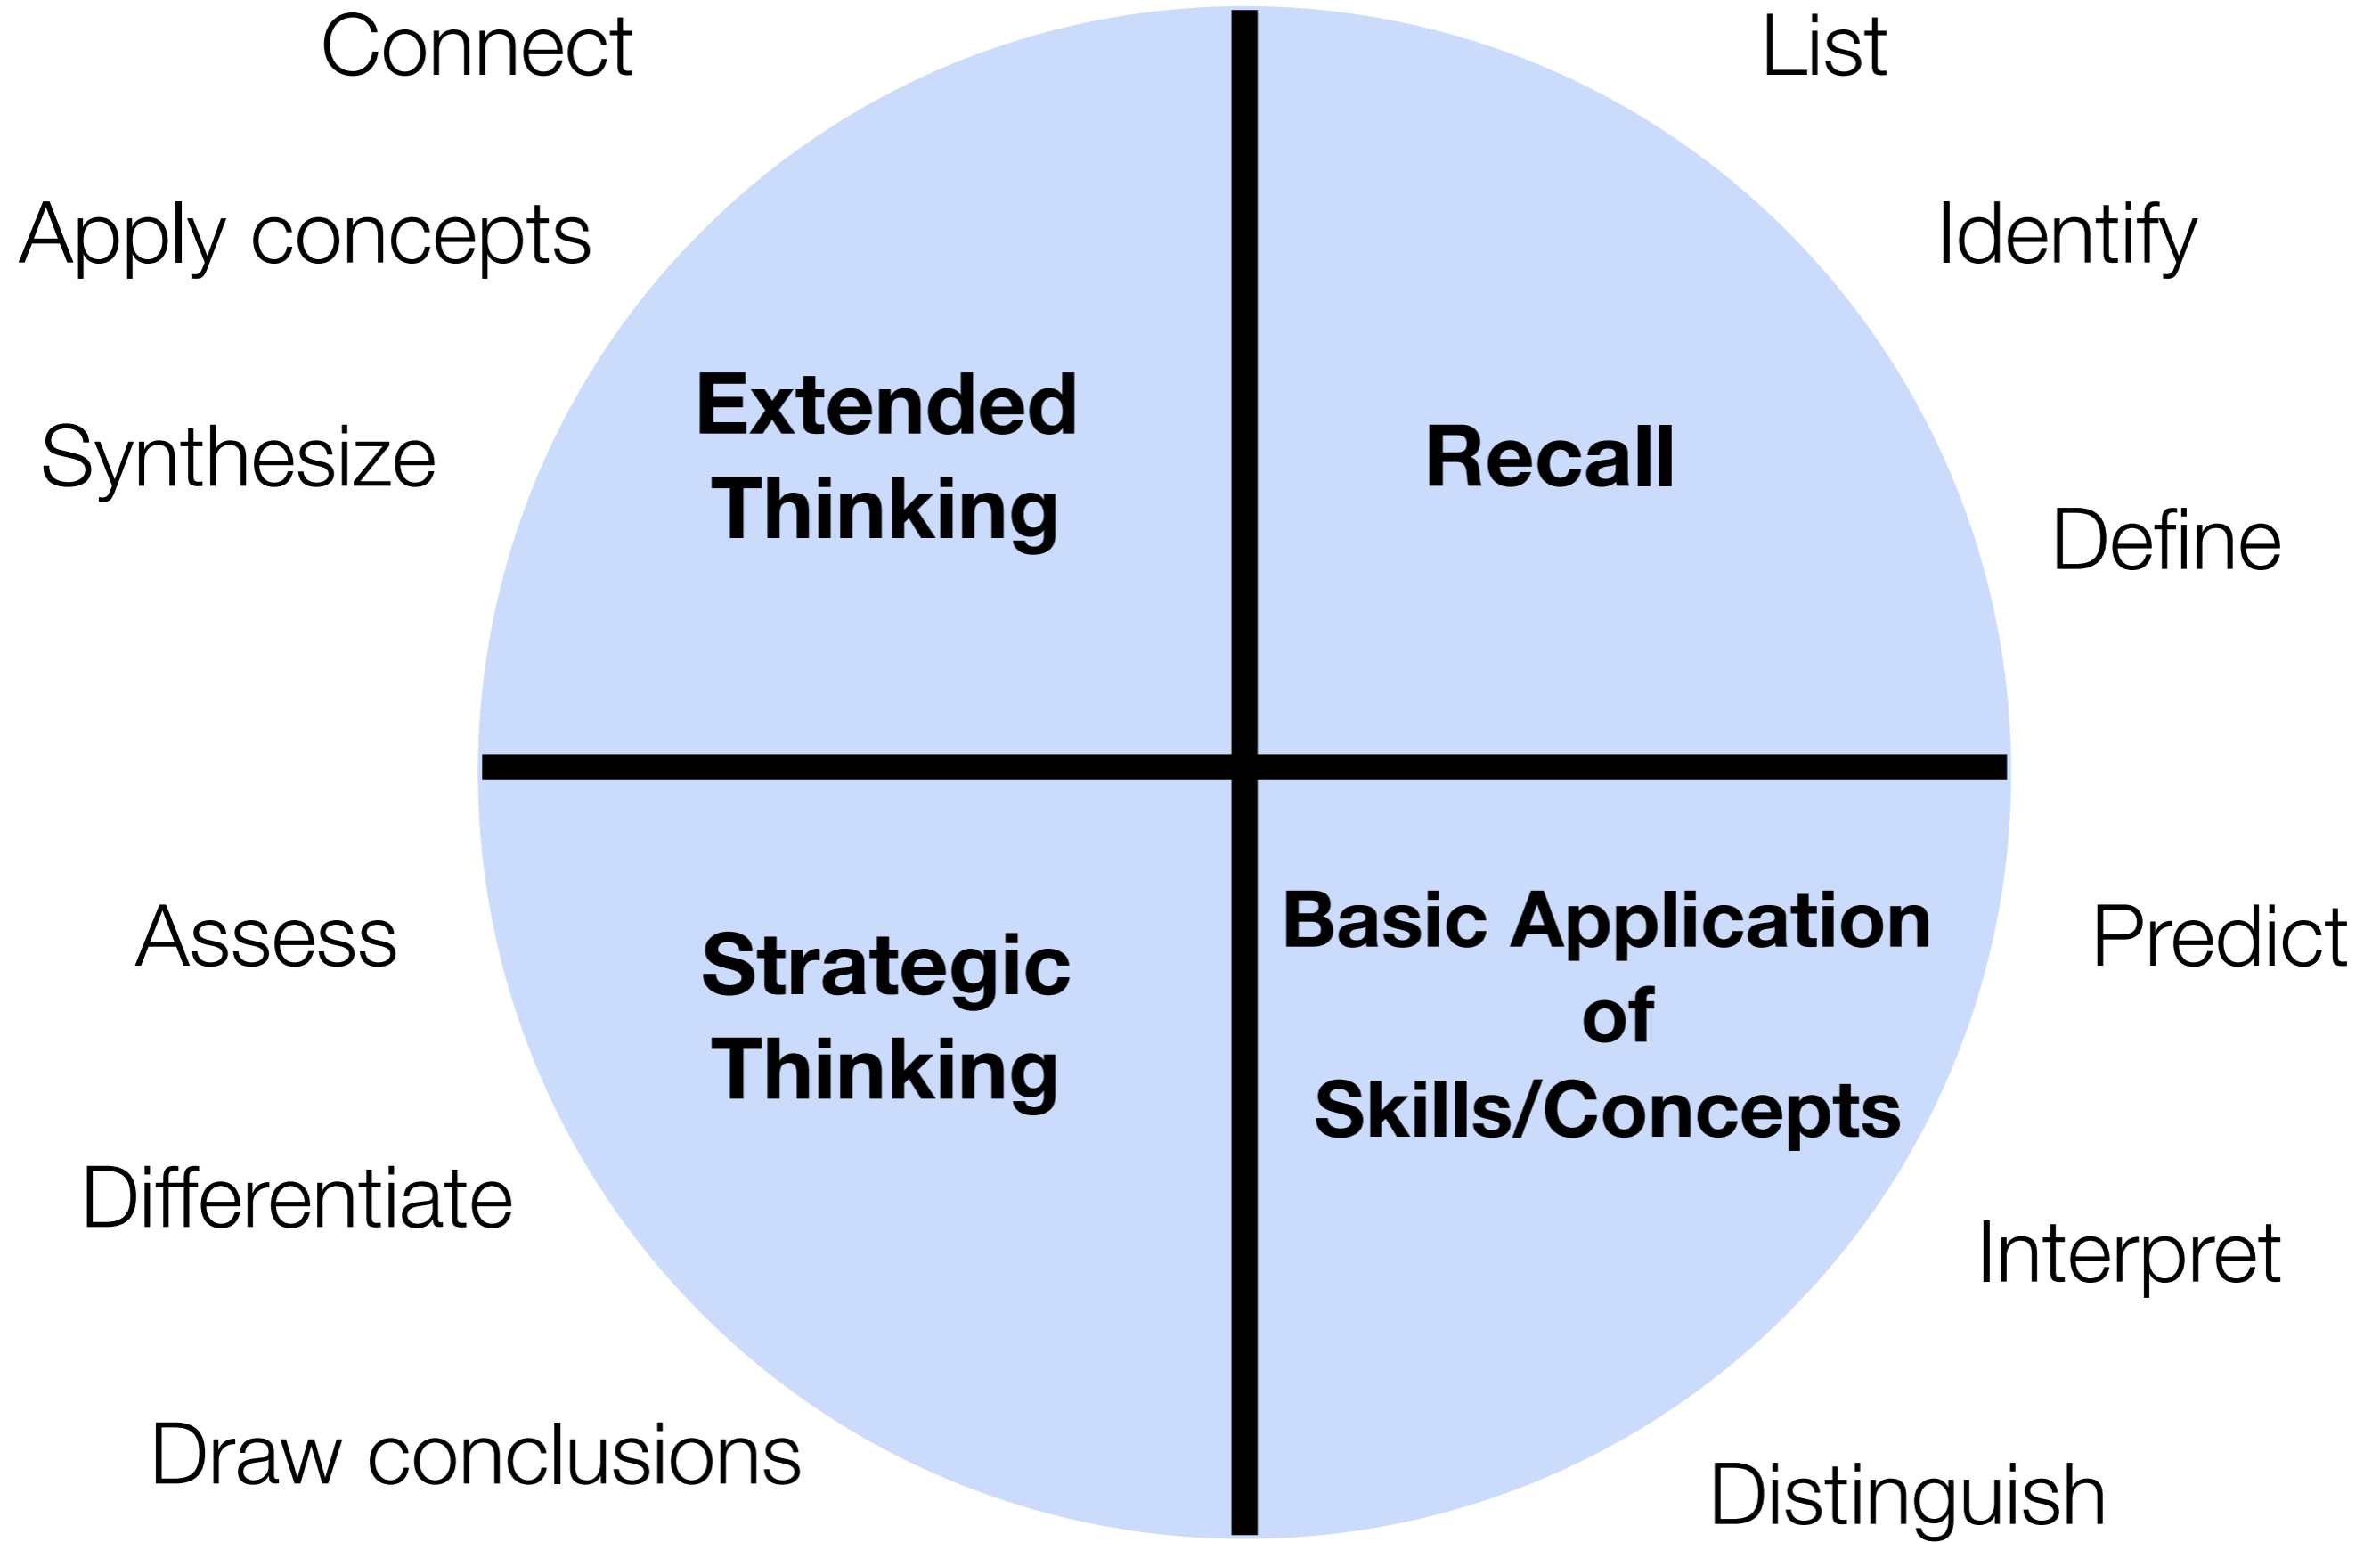 Connect
List
Apply concepts
Identify
Synthesize
Extended
Thinking
Recall
Define
Assess
Strategic
Thinking
Basic Application
of
Skills/Concepts
Predict
Differentiate
Interpret
Draw conclusions
Distinguish